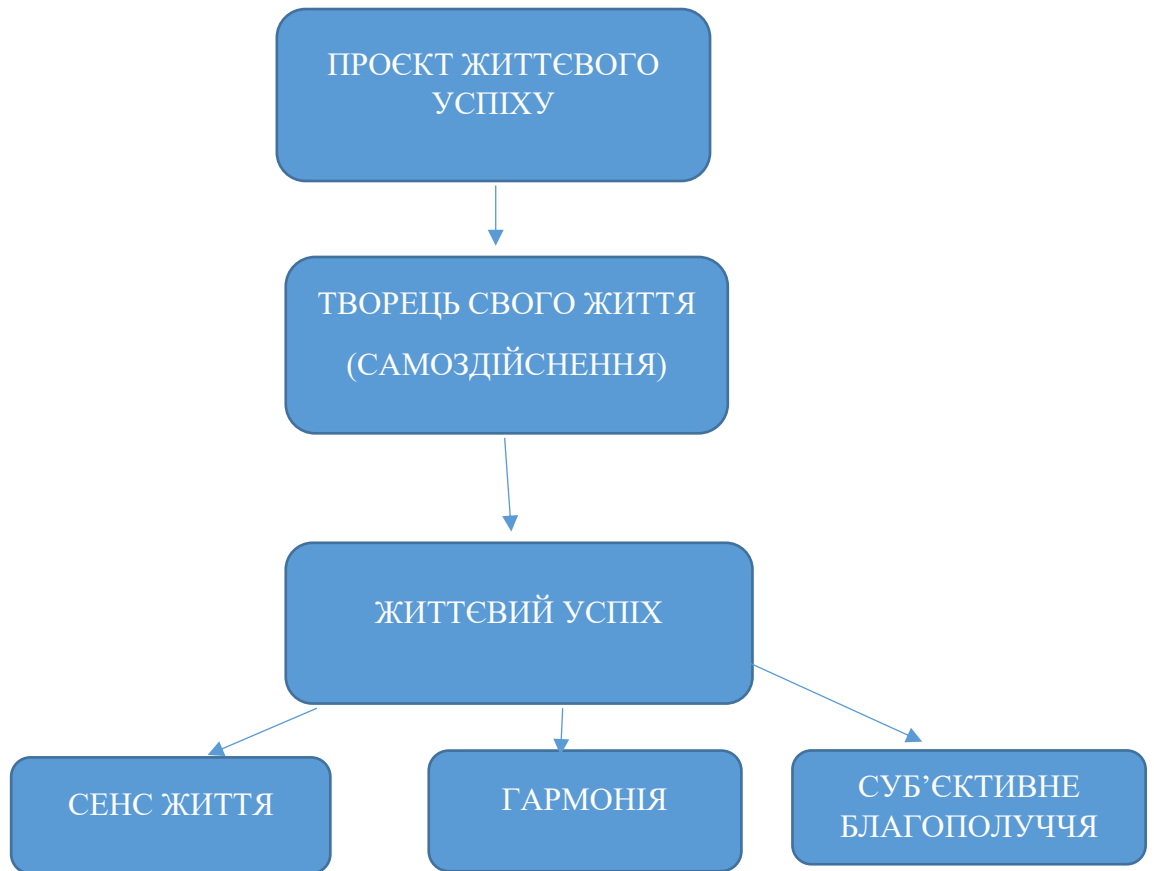 ПРОЄКТ ЖИТТЄВОГО
УСПІХУ
ТВОРЕЦЬ СВОГО ЖИТТЯ
(САМОЗДІЙСНЕННЯ)
ЖИТТЄВИЙ УСПІХ
СЕНС ЖИТТЯ
ГАРМОНІЯ
СУБ’ЄКТИВНЕ
БЛАГОПОЛУЧЧЯ